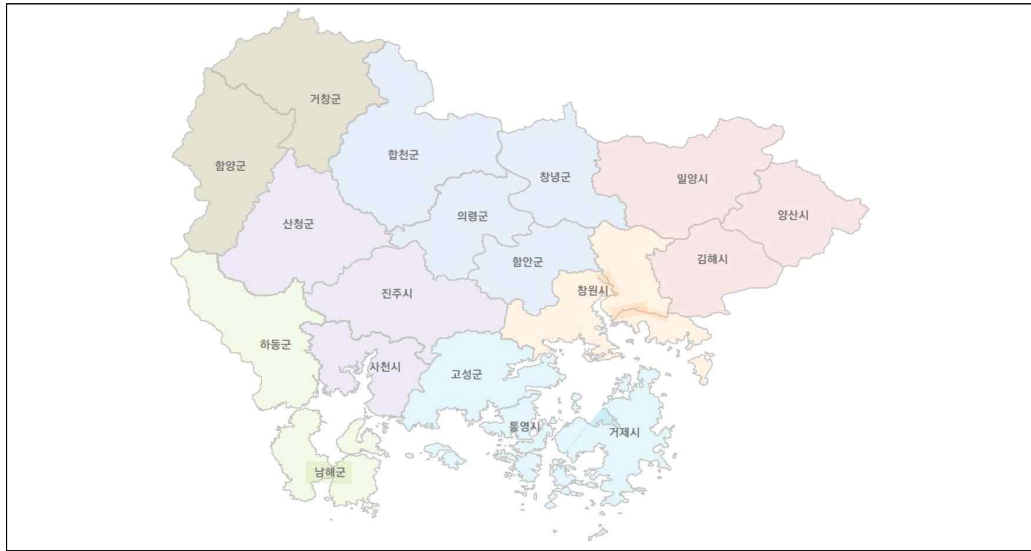 거창군
함양군
합천군
창녕군
밀양시
양산시
산청군
의령군
함안군
김해시
진주시
창원시
하동군
사천시
고성군
통영시
거제시
남해군